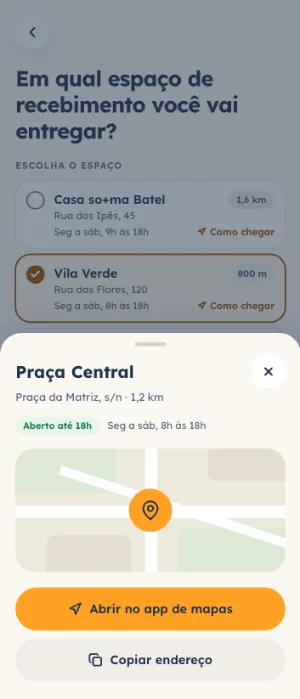 Em qual espaço de
recebimento você vai
entregar?
ESCOLHA O ESPAÇO
Casa so+ma Batel
1,6 km
Rua dos Ipês, 45
Seg a sáb, 9h às 18h
Como chegar
Vila Verde
800 m
Rua das Flores, 120
Seg a sáb, 8h às 18h
Como chegar
Praça Central
Praça da Matriz, s/n · 1,2 km
Aberto até 18h
Seg a sáb, 8h às 18h
Abrir no app de mapas
Copiar endereço